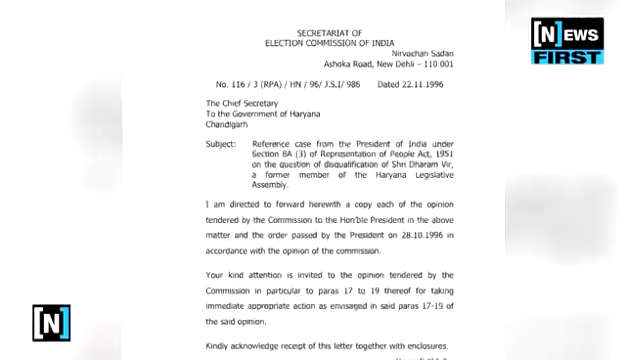 SECRETARIAT OF
ELECTION COMMISSION OF INDIA
Nirvachan Sadan
Ashoka Road, New Dehli – 110 001
No. 116 / 3 (RPA) / HN / 96/ J.S.I/ 986 Dated 22.11.1996
The Chief Secretary
To the Government of Haryana
Chandigarh
Subject: Reference case from the President of India under
Section 8A (3) of Representation of People Act, 1951
on the question of disqualification of Shri Dharam Vir,
a former member of the Haryana Legislative
Assembly.
I am directed to forward herewith a copy each of the opinion
tendered by the Commission to the Hon'ble President in the above
matter and the order passed by the President on 28.10.1996 in
accordance with the opinion of the commission.
Your kind attention is invited to the opinion tendered by the
Commission in particular to paras 17 to 19 thereof for taking
immediate appropriate action as envisaged in said paras 17-19 of
the said opinion.
Kindly acknowledge receipt of this letter together with enclosures.
[N]EWS
FIRST
[N]